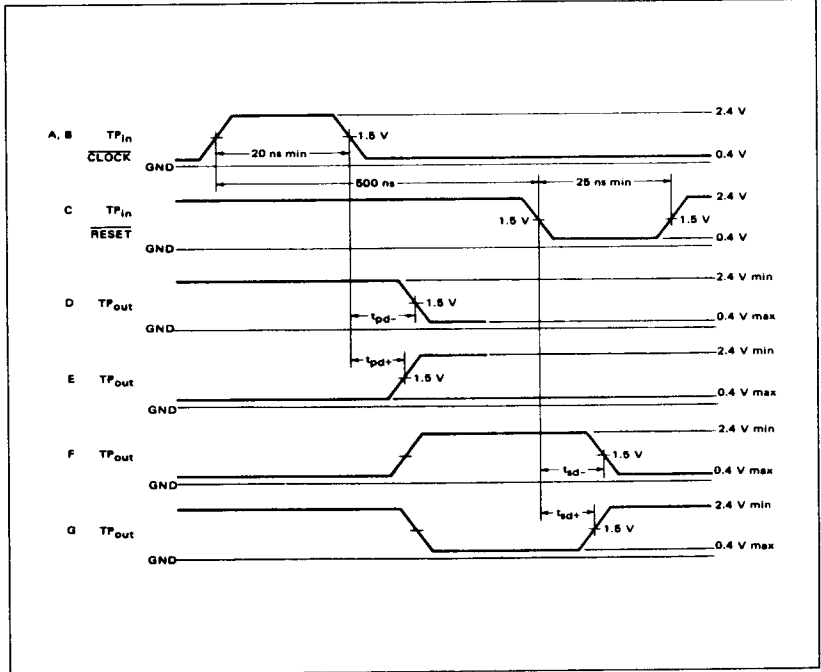 2.4 V
A, B TPin 1.5 V
CLOCK 20 ns min 0.4 V
GND
500 ns 25 ns min
C TPin 2.4 V
1.5 V 1.5 V
RESET 0.4 V
GND
2.4 V min
D TPout 1.5 V
tpd- 0.4 V max
GND
tpd+ 2.4 V min
E TPout 1.5 V
0.4 V max
GND
2.4 V min
F TPout 1.5 V
tsd- 0.4 V max
GND
2.4 V min
tsd+
G TPout 1.5 V
0.4 V max
GND